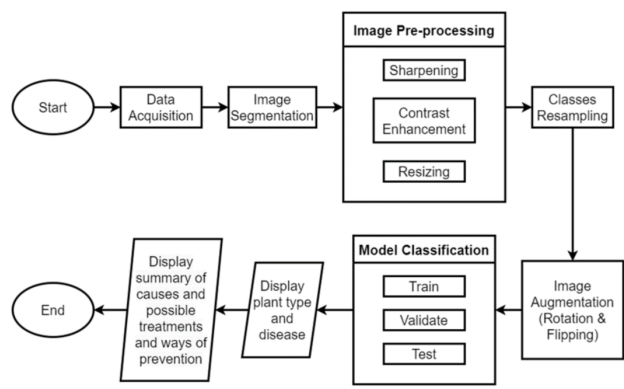 Start
Data
Acquisition
Image
Segmentation
Image Pre-processing
Sharpening
Contrast
Enhancement
Resizing
Classes
Resampling
Image
Augmentation
(Rotation &
Flipping)
Model Classification
Train
Validate
Test
Display
plant type
and
disease
Display
summary of
causes and
possible
treatments
and ways of
prevention
End